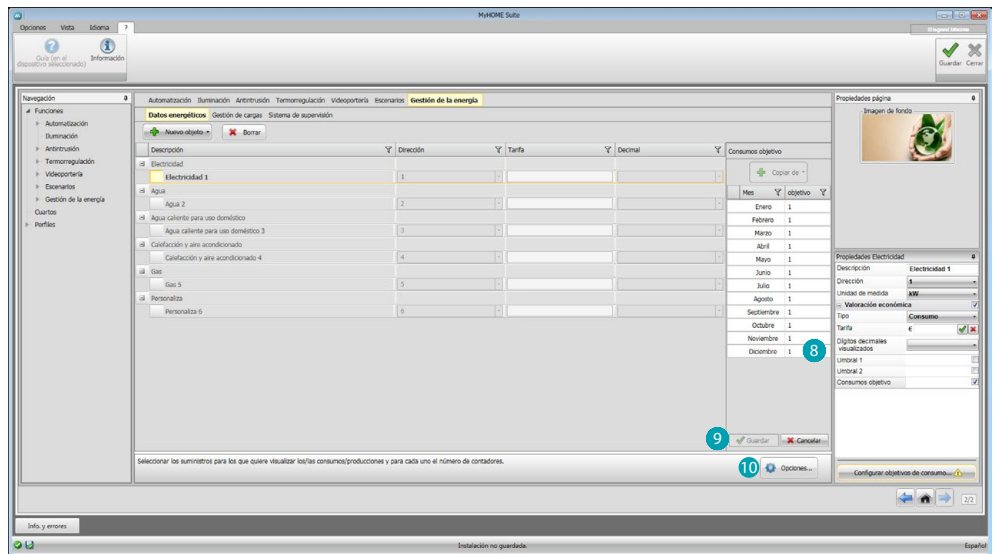 MyHOME Suite
Opciones Vista Idioma ?
Guía (en el dispositivo seleccionado)
Información
Guardar Cerrar
Navegación
Funciones
Automatización
Iluminación
Antintrusión
Termorregulación
Videoportería
Escenarios
Gestión de la energía
Cuartos
Perfiles
Automatización Iluminación Antintrusión Termorregulación Videoportería Escenarios Gestión de la energía
Datos energéticos Gestión de cargas Sistema de supervisión
Nuevo objeto Borrar
Descripción Dirección Tarifa Decimal
Electricidad
Electricidad 1 1
Agua
Agua 2 2
Agua caliente para uso doméstico
Agua caliente para uso doméstico 3 3
Calefacción y aire acondicionado
Calefacción y aire acondicionado 4 4
Gas
Gas 5 5
Personaliza
Personaliza 6 6
Consumos objetivo
Copiar de
Mes objetivo
Enero 1
Febrero 1
Marzo 1
Abril 1
Mayo 1
Junio 1
Julio 1
Agosto 1
Septiembre 1
Octubre 1
Noviembre 1
Diciembre 1
8
9
Guardar Cancelar
Seleccionar los suministros para los que quiere visualizar los/las consumos/producciones y para cada uno el número de contadores.
10
Opciones...
Propiedades página
Imagen de fondo
Propiedades Electricidad
Descripción Electricidad 1
Dirección 1
Unidad de medida kW
Valoración económica
Tipo Consumo
Tarifa €
Dígitos decimales visualizados
Umbral 1
Umbral 2
Consumos objetivo
Configurar objetivos de consumo...
2/2
Info. y errores
Instalación no guardada.
Español